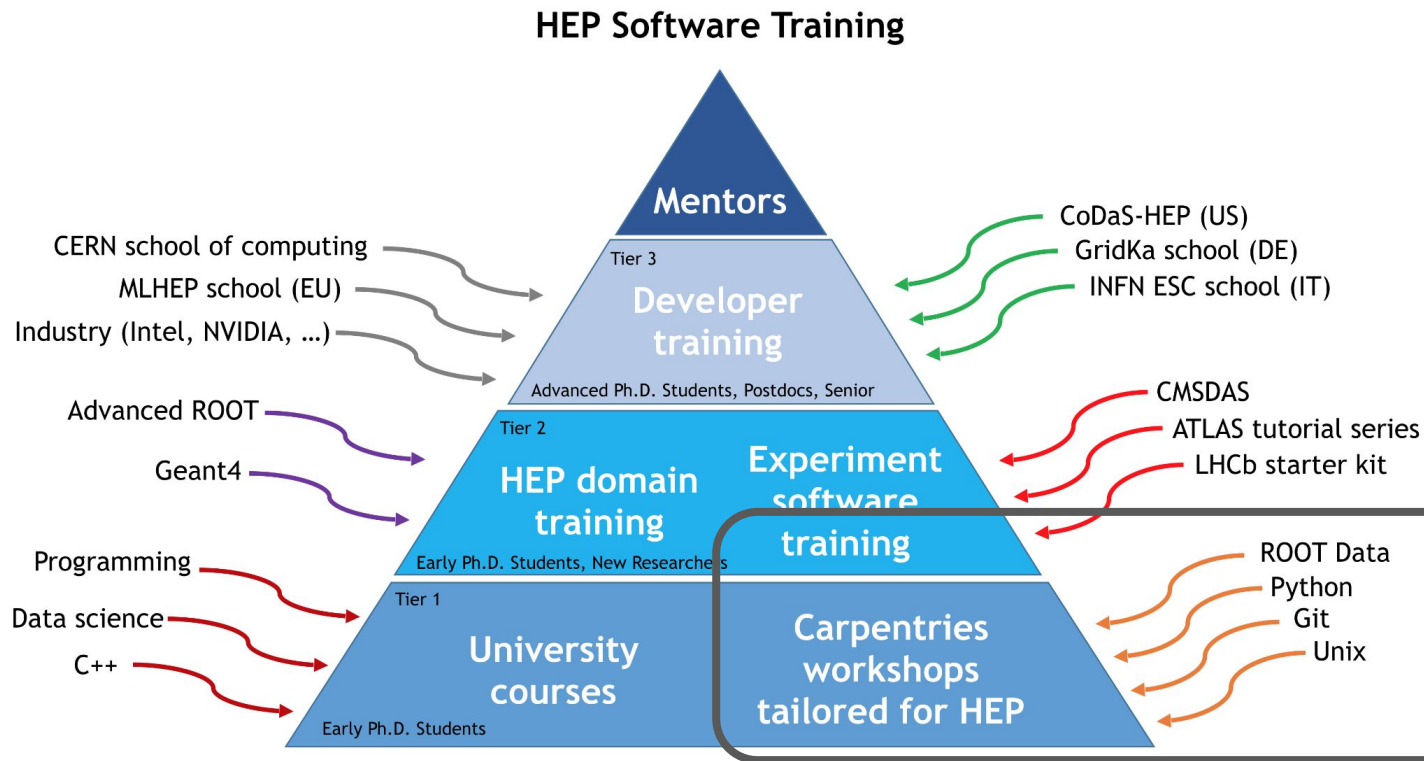 HEP Software Training
Mentors
CERN school of computing
MLHEP school (EU)
Industry (Intel, NVIDIA, ...)
CoDaS-HEP (US)
GridKa school (DE)
INFN ESC school (IT)
Tier 3
Developer
training
Advanced Ph.D. Students, Postdocs, Senior
Advanced ROOT
Geant4
Tier 2
HEP domain
training
Early Ph.D. Students, New Researchers
Experiment
software
training
CMSDAS
ATLAS tutorial series
LHCb starter kit
Programming
Data science
C++
Tier 1
University
courses
Early Ph.D. Students
Carpentries
workshops
tailored for HEP
ROOT Data
Python
Git
Unix